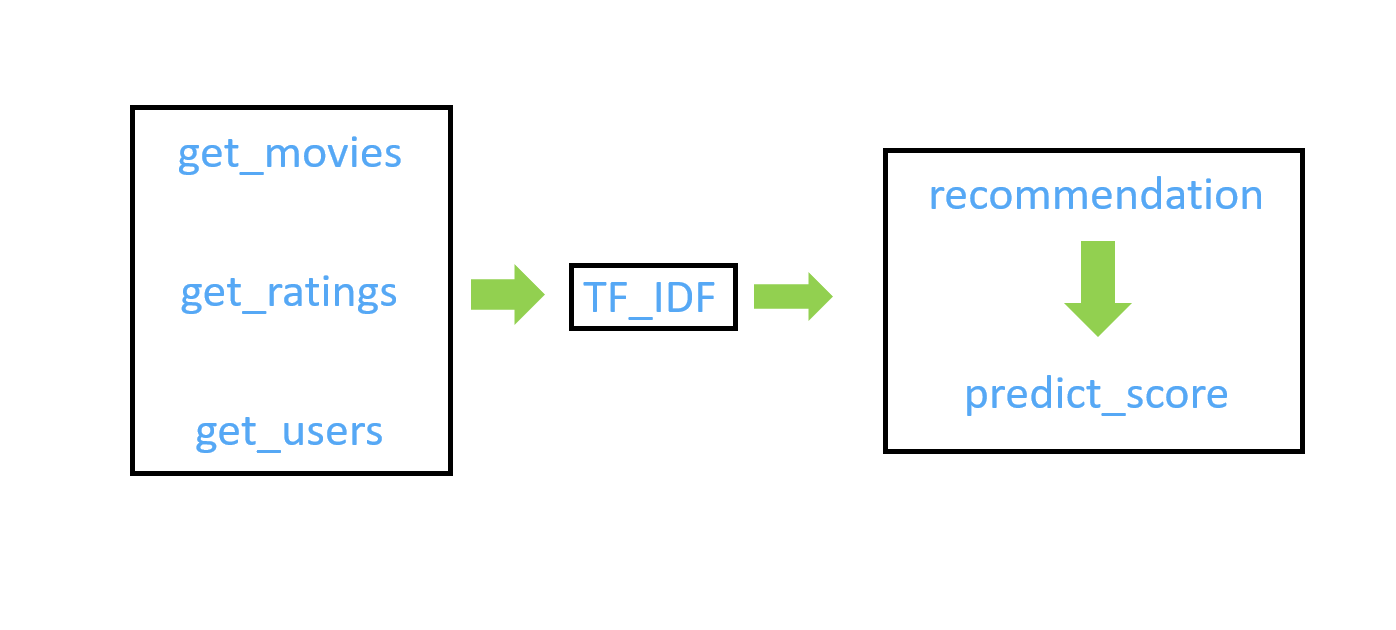 get_movies
get_ratings
get_users
TF_IDF
recommendation
predict_score